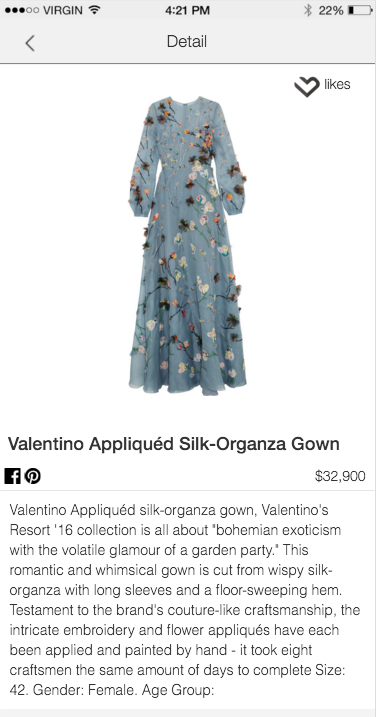 VIRGIN 4:21 PM 22%
Detail
likes
Valentino Appliquéd Silk-Organza Gown
$32,900
Valentino Appliquéd silk-organza gown, Valentino's
Resort '16 collection is all about "bohemian exoticism
with the volatile glamour of a garden party." This
romantic and whimsical gown is cut from wispy silk-
organza with long sleeves and a floor-sweeping hem.
Testament to the brand's couture-like craftsmanship, the
intricate embroidery and flower appliqués have each
been applied and painted by hand - it took eight
craftsmen the same amount of days to complete Size:
42. Gender: Female. Age Group: